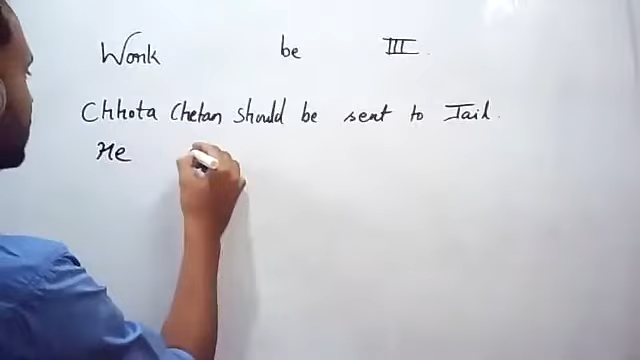 Work be III.
Chhota Chetan should be sent to Jail.
He